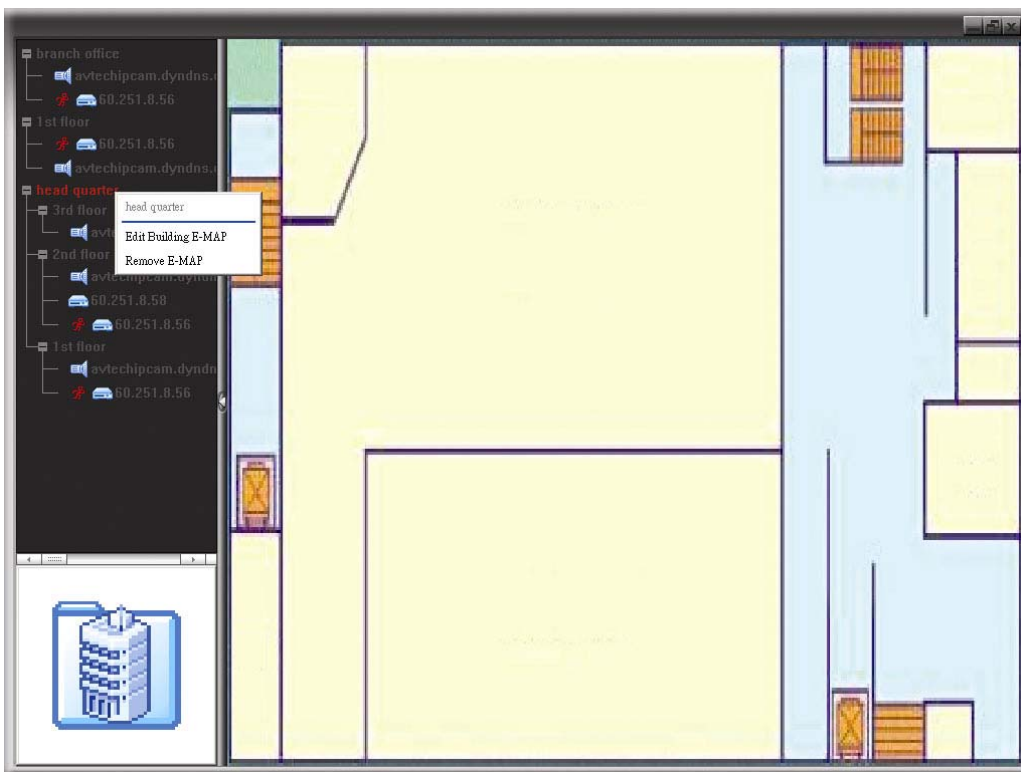 branch office
avtechipcam.dyndns.
60.251.8.56
1st floor
60.251.8.56
avtechipcam.dyndns.
head quarter
head quarter
3rd floor
Edit Building E-MAP
2nd floor
Remove E-MAP
60.251.8.58
60.251.8.56
1st floor
avtechipcam.dyndn
60.251.8.56